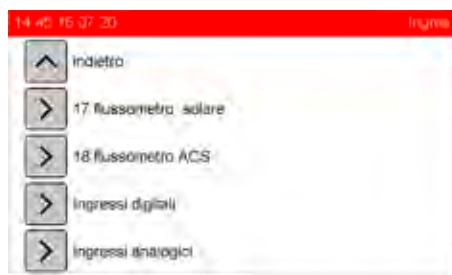 14:45 16.07.20 Ingres
indietro
17 flussometro solare
18 flussometro ACS
ingressi digitali
ingressi analogici